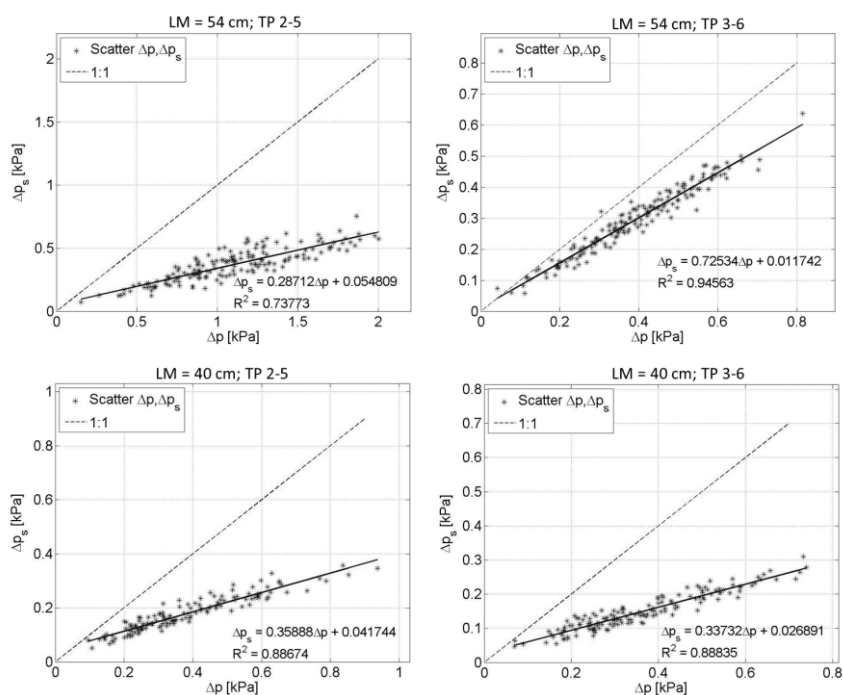 LM = 54 cm; TP 2-5
Scatter Δp,Δpₛ
1:1
2
1.5
1
0.5
0
Δpₛ [kPa]
Δpₛ = 0.28712Δp + 0.054809
R² = 0.73773
0
0.5
1
1.5
2
Δp [kPa]
LM = 54 cm; TP 3-6
Scatter Δp,Δpₛ
1:1
0.8
0.7
0.6
0.5
0.4
0.3
0.2
0.1
0
Δpₛ [kPa]
Δpₛ = 0.72534Δp + 0.011742
R² = 0.94563
0
0.2
0.4
0.6
0.8
Δp [kPa]
LM = 40 cm; TP 2-5
Scatter Δp,Δpₛ
1:1
1
0.8
0.6
0.4
0.2
0
Δpₛ [kPa]
Δpₛ = 0.35888Δp + 0.041744
R² = 0.88674
0
0.2
0.4
0.6
0.8
1
Δp [kPa]
LM = 40 cm; TP 3-6
Scatter Δp,Δpₛ
1:1
0.8
0.7
0.6
0.5
0.4
0.3
0.2
0.1
0
Δpₛ [kPa]
Δpₛ = 0.33732Δp + 0.026891
R² = 0.88835
0
0.2
0.4
0.6
0.8
Δp [kPa]